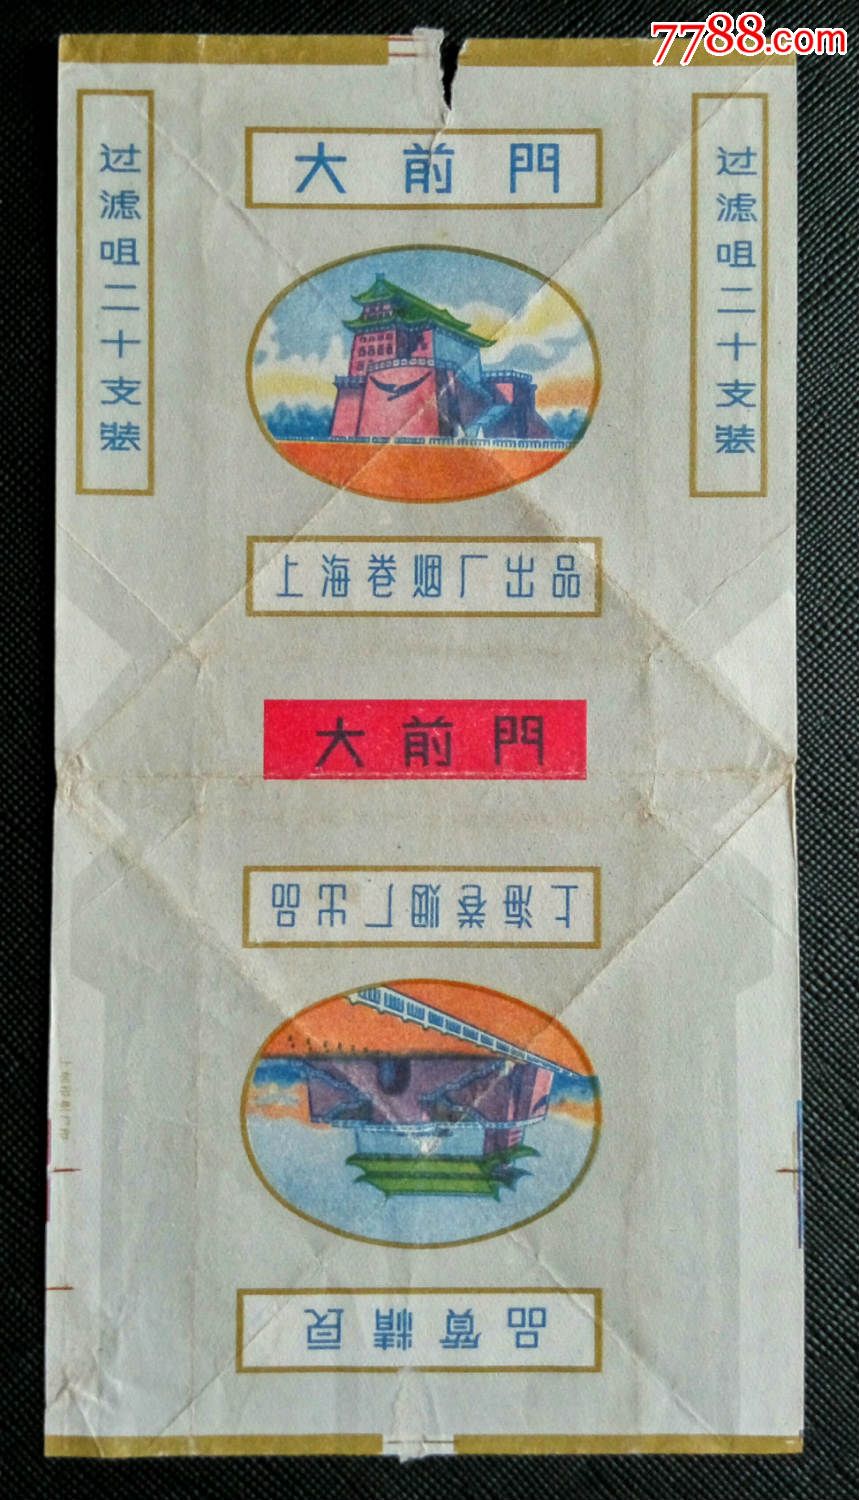 7788.com
大前門
过滤咀二十支装
过滤咀二十支装
上海卷烟厂出品
大前門
上海卷烟厂出品
品質精良